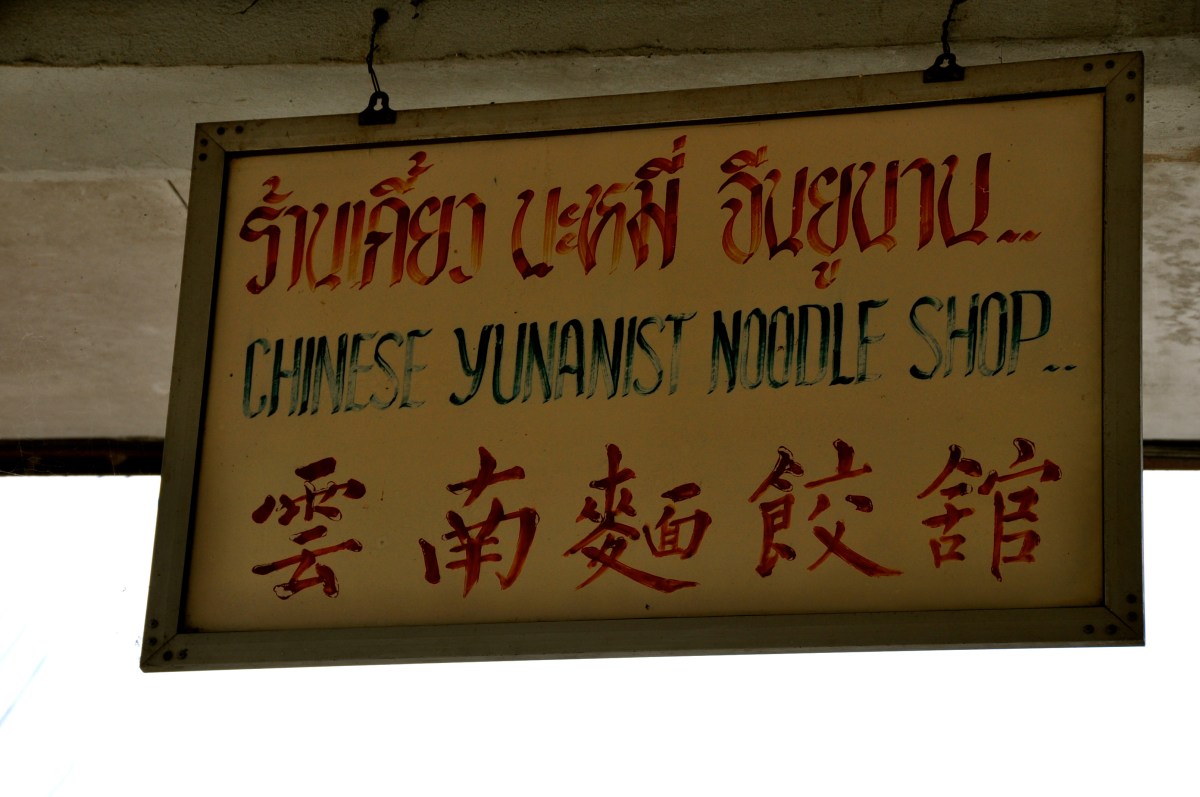 ร้านเกี๊ยว บะหมี่ จีนยูนาน..
CHINESE YUNANIST NOODLE SHOP..
雲南麵餃舘